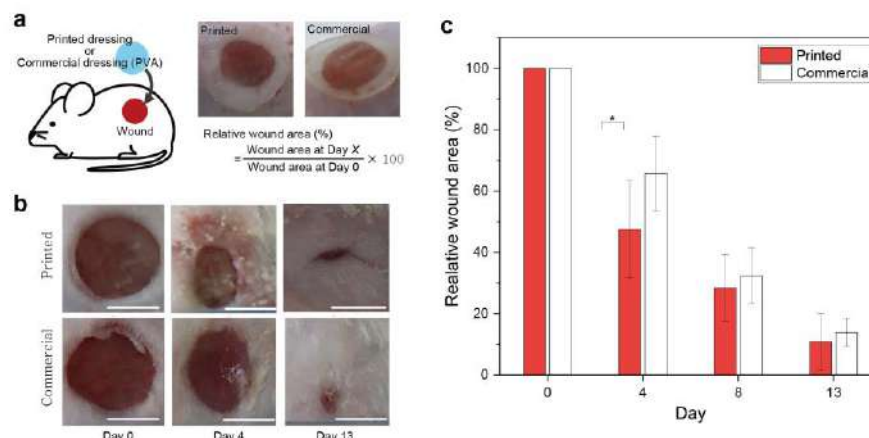 a
Printed dressing
or
Commercial dressing (PVA)
Wound
Printed
Commercial
Relative wound area (%)
= Wound area at Day X
Wound area at Day 0
× 100
b
Printed
Commercial
Day 0
Day 4
Day 13
c
Printed
Commercial
*
Realative wound area (%)
100
80
60
40
20
0
0
4
8
13
Day